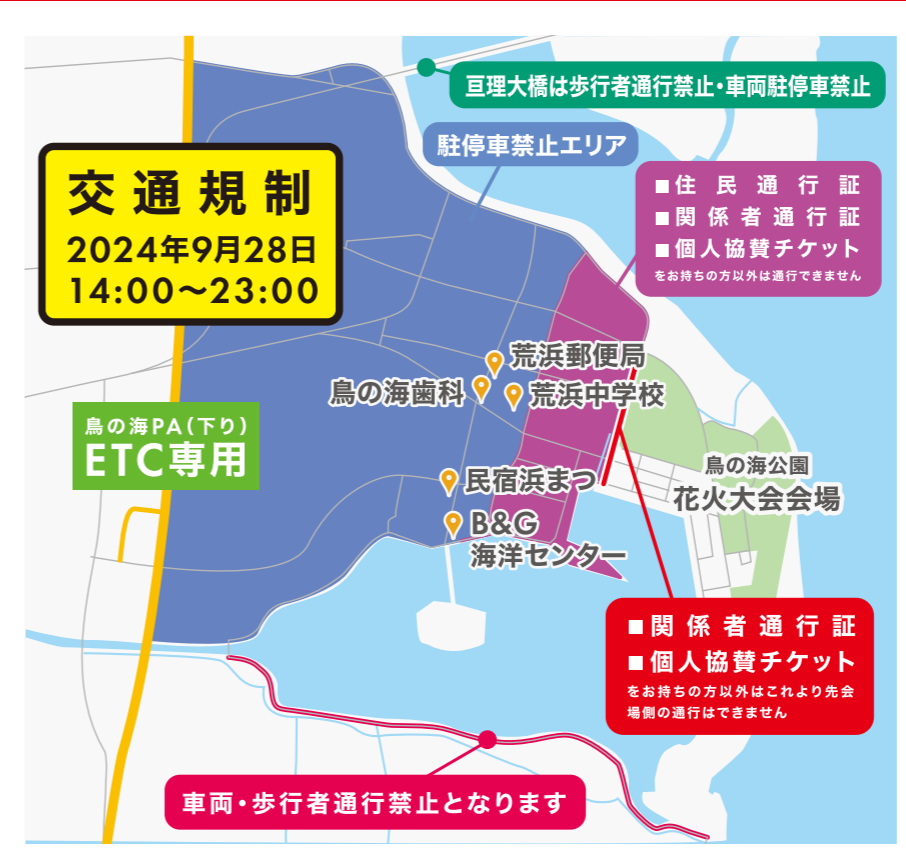 亘理大橋は歩行者通行禁止・車両駐停車禁止
駐停車禁止エリア
交通規制
2024年9月28日
14:00〜23:00
■住民通行証
■関係者通行証
■個人協賛チケット
をお持ちの方以外は通行できません
荒浜郵便局
鳥の海歯科
荒浜中学校
鳥の海PA(下り)
ETC専用
鳥の海公園
花火大会会場
民宿浜まつ
B&G
海洋センター
■関係者通行証
■個人協賛チケット
をお持ちの方以外はこれより先会
場側の通行はできません
車両・歩行者通行禁止となります